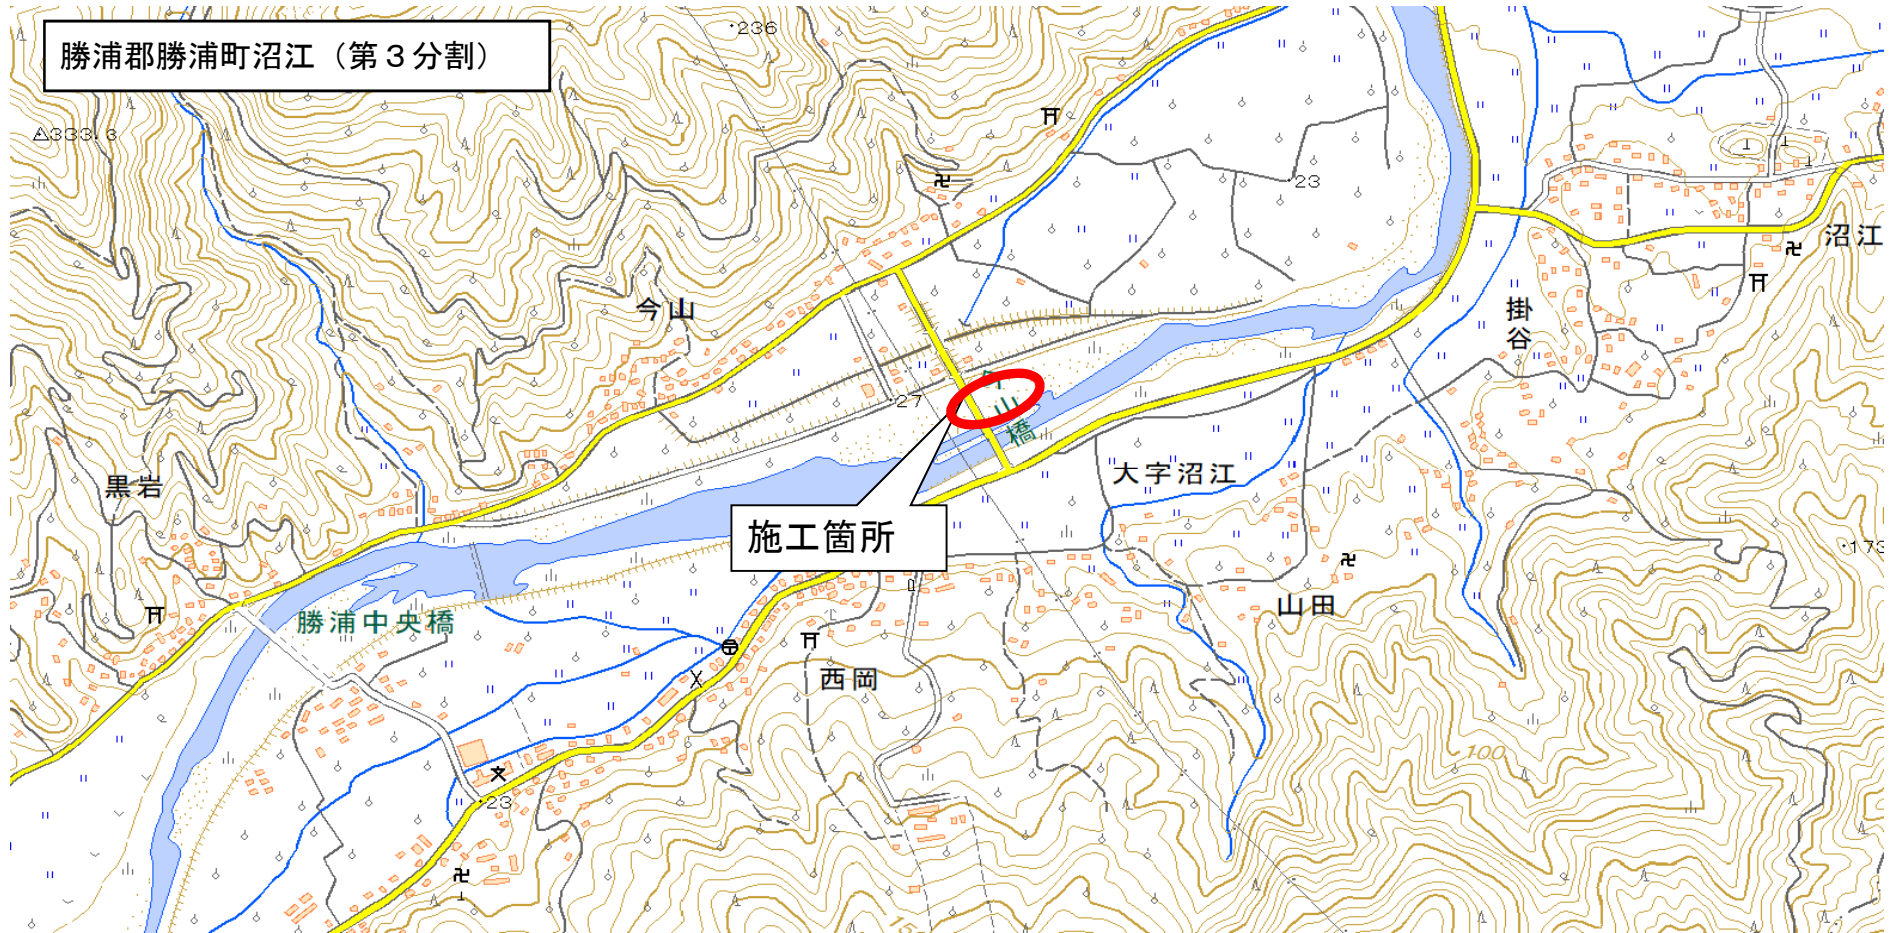 勝浦郡勝浦町沼江（第３分割）
236
333.3
23
沼江
今山
掛谷
27
今山橋
黒岩
大字沼江
施工箇所
173
山田
勝浦中央橋
西岡
100
23